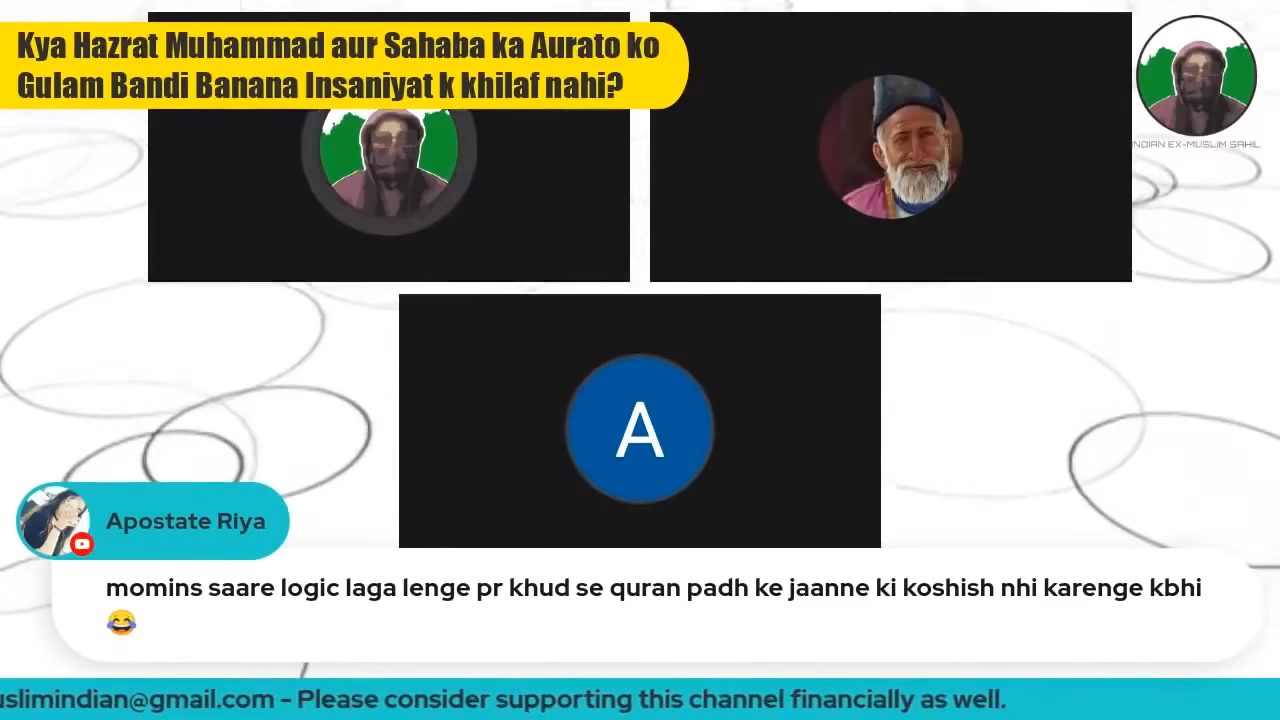 Kya Hazrat Muhammad aur Sahaba ka Aurato ko
Gulam Bandi Banana Insaniyat k khilaf nahi?
INDIAN EX-MUSLIM SAHIL
A
Apostate Riya
momins saare logic laga lenge pr khud se quran padh ke jaanne ki koshish nhi karenge kbhi
😂
uslimindian@gmail.com - Please consider supporting this channel financially as well.